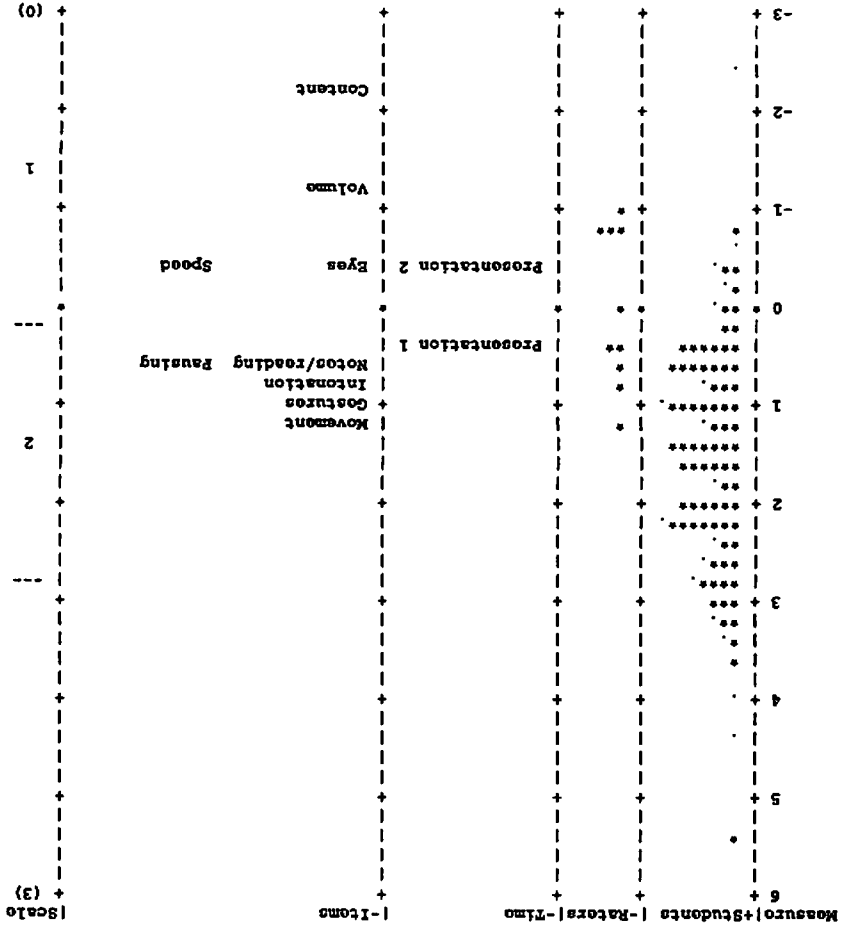 Measure|+Students |-Raters|-Time |-Items |Scale
6 (3)
5
4
3
---
2
2
Movement
1 Gestures
Intonation
Notes/reading Pausing
Presentation 1
---
0
Presentation 2 Eyes Speed
-1
Volume
1
-2
Content
-3 (0)